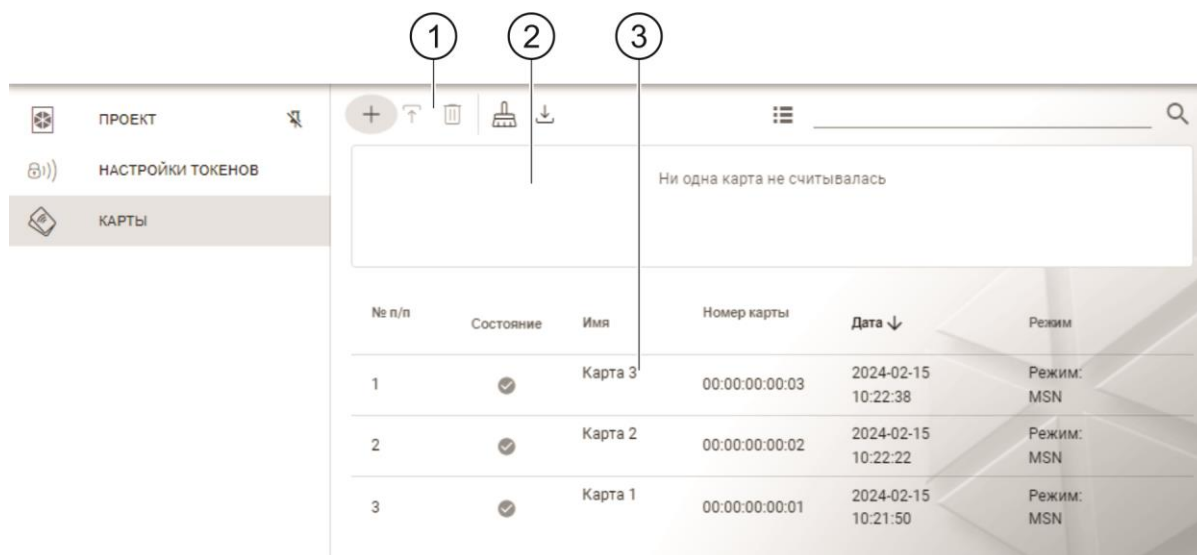 1 2 3
ПРОЕКТ
НАСТРОЙКИ ТОКЕНОВ
КАРТЫ
Ни одна карта не считывалась
№ п/п Состояние Имя Номер карты Дата Режим
1 Карта 3 00:00:00:00:03 2024-02-15 Режим:
10:22:38 MSN
2 Карта 2 00:00:00:00:02 2024-02-15 Режим:
10:22:22 MSN
3 Карта 1 00:00:00:00:01 2024-02-15 Режим:
10:21:50 MSN